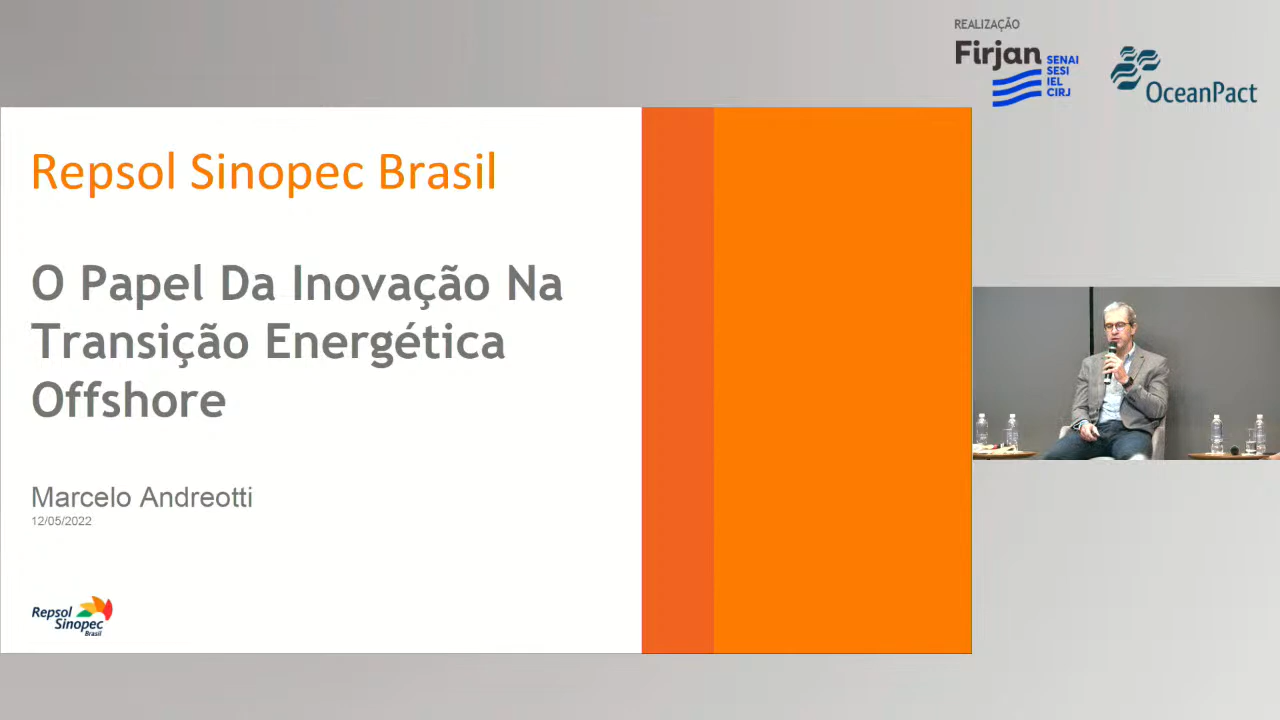 REALIZAÇÃO
Firjan
SENAI
SESI
IEL
CIRJ
OceanPact
Repsol Sinopec Brasil
O Papel Da Inovação Na
Transição Energética
Offshore
Marcelo Andreotti
12/05/2022
Repsol
Sinopec
Brasil